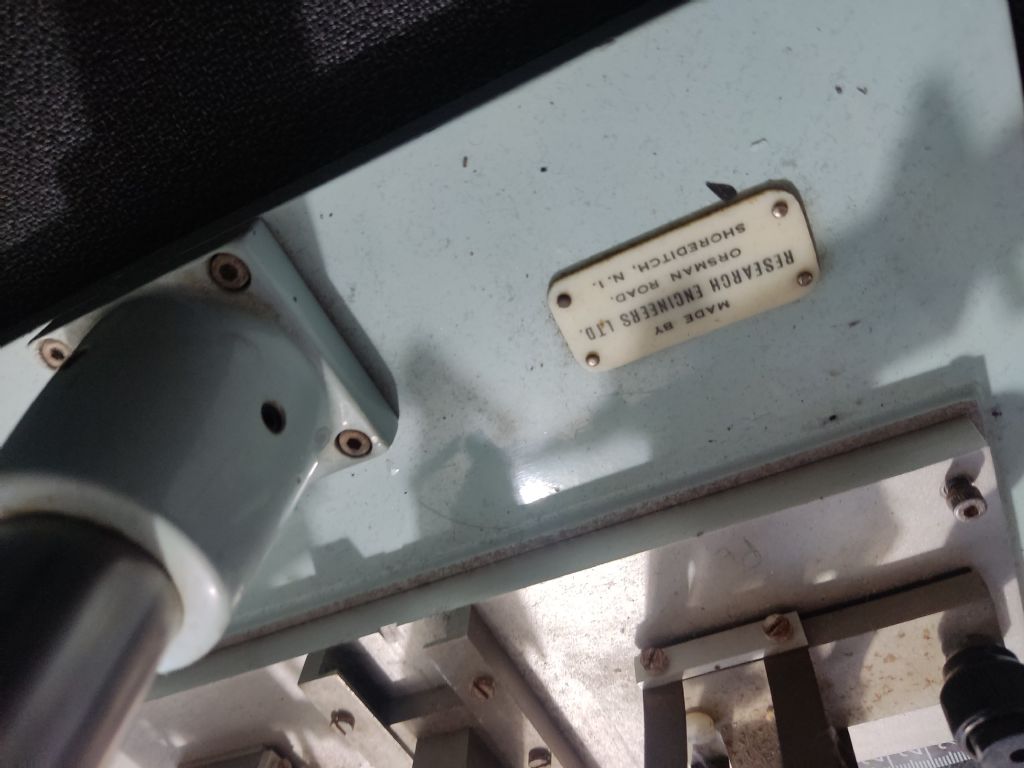 MADE BY
RESEARCH ENGINEERS LTD.
ORSMAN ROAD.
SHOREDITCH, N. 1.